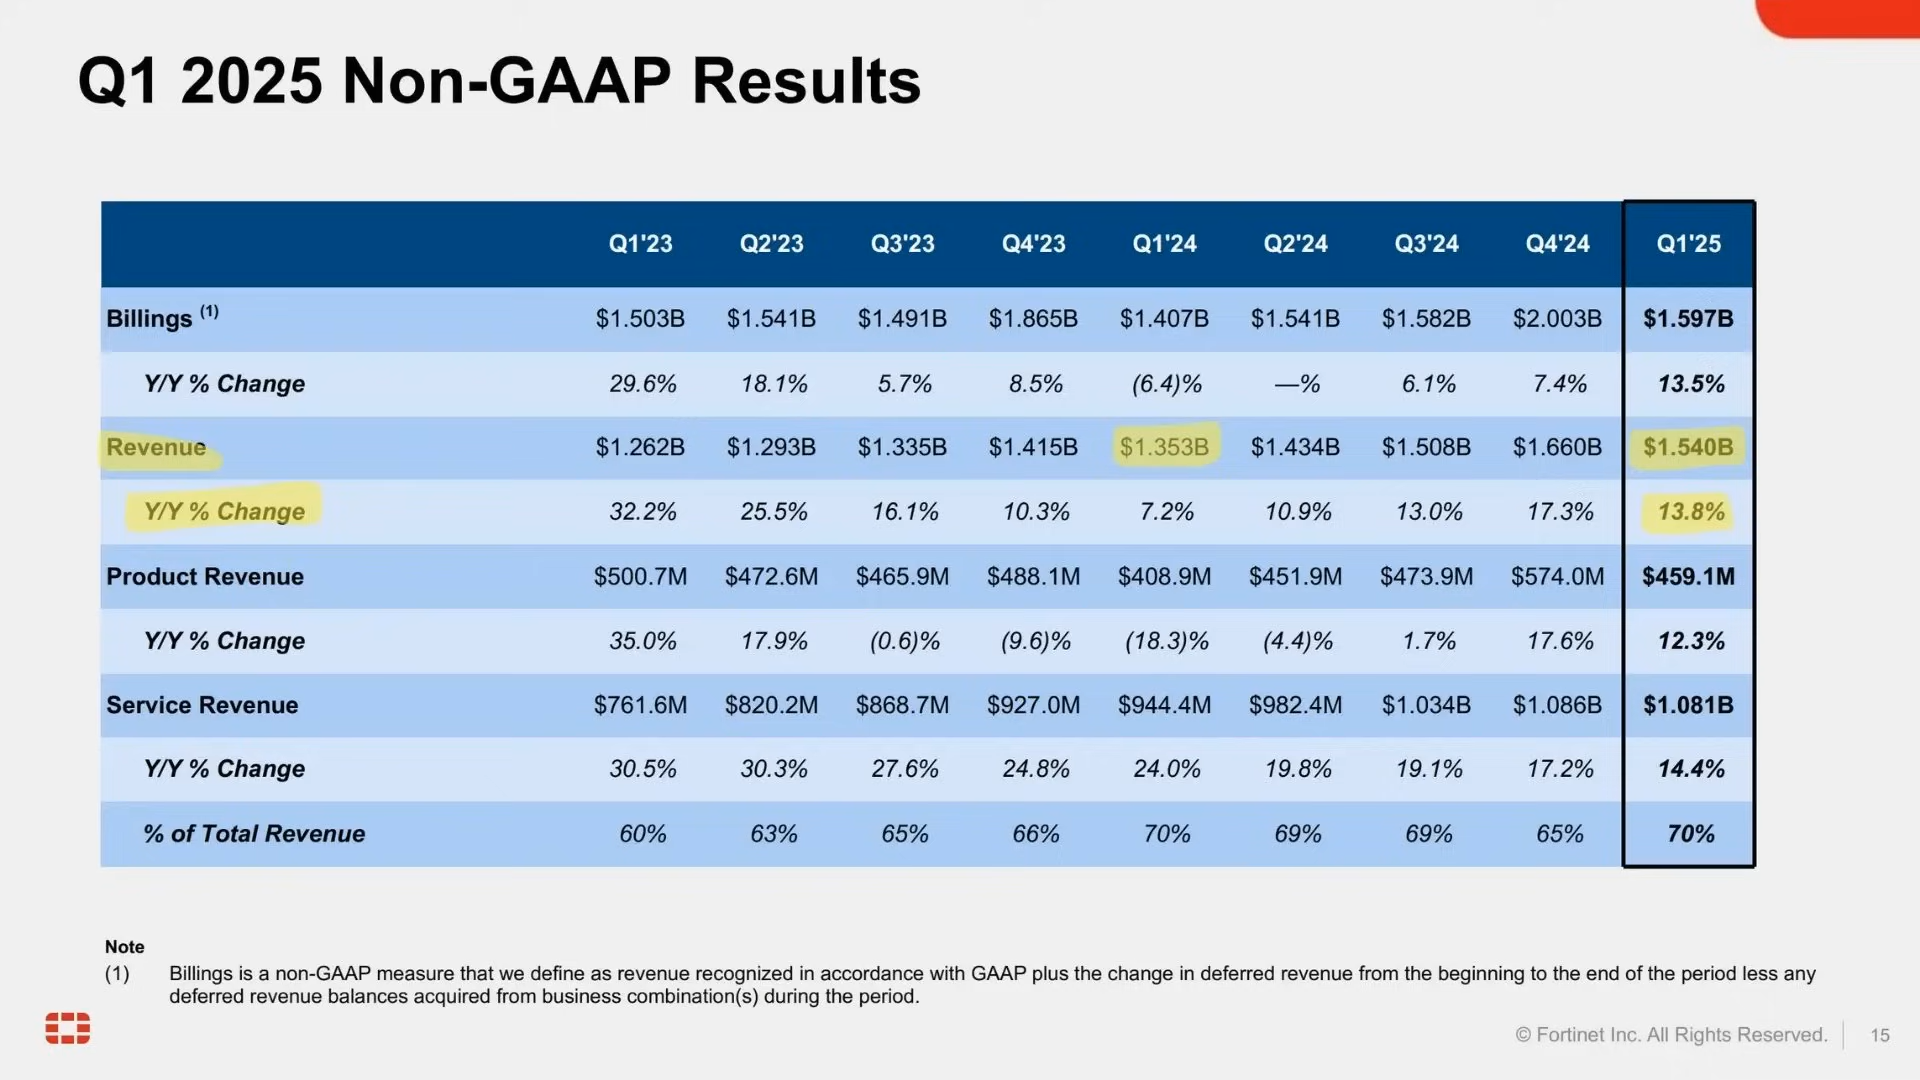 Q1 2025 Non-GAAP Results
Q1'23 Q2'23 Q3'23 Q4'23 Q1'24 Q2'24 Q3'24 Q4'24 Q1'25
Billings (1) $1.503B $1.541B $1.491B $1.865B $1.407B $1.541B $1.582B $2.003B $1.597B
Y/Y % Change 29.6% 18.1% 5.7% 8.5% (6.4)% —% 6.1% 7.4% 13.5%
Revenue $1.262B $1.293B $1.335B $1.415B $1.353B $1.434B $1.508B $1.660B $1.540B
Y/Y % Change 32.2% 25.5% 16.1% 10.3% 7.2% 10.9% 13.0% 17.3% 13.8%
Product Revenue $500.7M $472.6M $465.9M $488.1M $408.9M $451.9M $473.9M $574.0M $459.1M
Y/Y % Change 35.0% 17.9% (0.6)% (9.6)% (18.3)% (4.4)% 1.7% 17.6% 12.3%
Service Revenue $761.6M $820.2M $868.7M $927.0M $944.4M $982.4M $1.034B $1.086B $1.081B
Y/Y % Change 30.5% 30.3% 27.6% 24.8% 24.0% 19.8% 19.1% 17.2% 14.4%
% of Total Revenue 60% 63% 65% 66% 70% 69% 69% 65% 70%
Note
(1) Billings is a non-GAAP measure that we define as revenue recognized in accordance with GAAP plus the change in deferred revenue from the beginning to the end of the period less any
deferred revenue balances acquired from business combination(s) during the period.
© Fortinet Inc. All Rights Reserved. 15